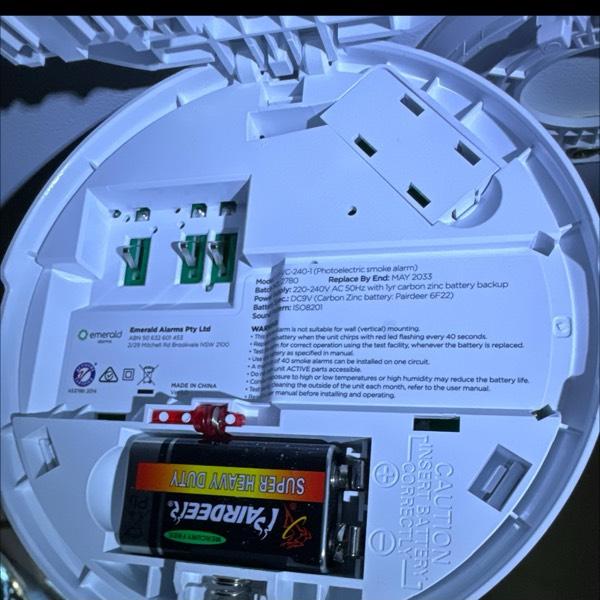 VC-240-1 (Photoelectric smoke alarm)
2780 Replace By End: MAY 2033
220-240V AC 50Hz with 1yr carbon zinc battery backup
DC9V (Carbon Zinc battery: Pairdeer 6F22)
ISO8201
emerald
alarms
Emerald Alarms Pty Ltd
ABN 50 632 601 453
2/29 Mitchell Rd Brookvale NSW 2100
AS3786:2014
MADE IN CHINA
alarm is not suitable for wall (vertical) mounting.
battery when the unit chirps with red led flashing every 40 seconds.
for correct operation using the test facility, whenever the battery is replaced.
battery as specified in manual.
of 40 smoke alarms can be installed on one circuit.
unit ACTIVE parts accessible.
exposure to high or low temperatures or high humidity may reduce the battery life.
cleaning the outside of the unit each month, refer to the user manual.
manual before installing and operating.
SUPER HEAVY DUTY
PAIRDEER
MERCURY FREE
CAUTION
INSERT BATTERY
CORRECTLY